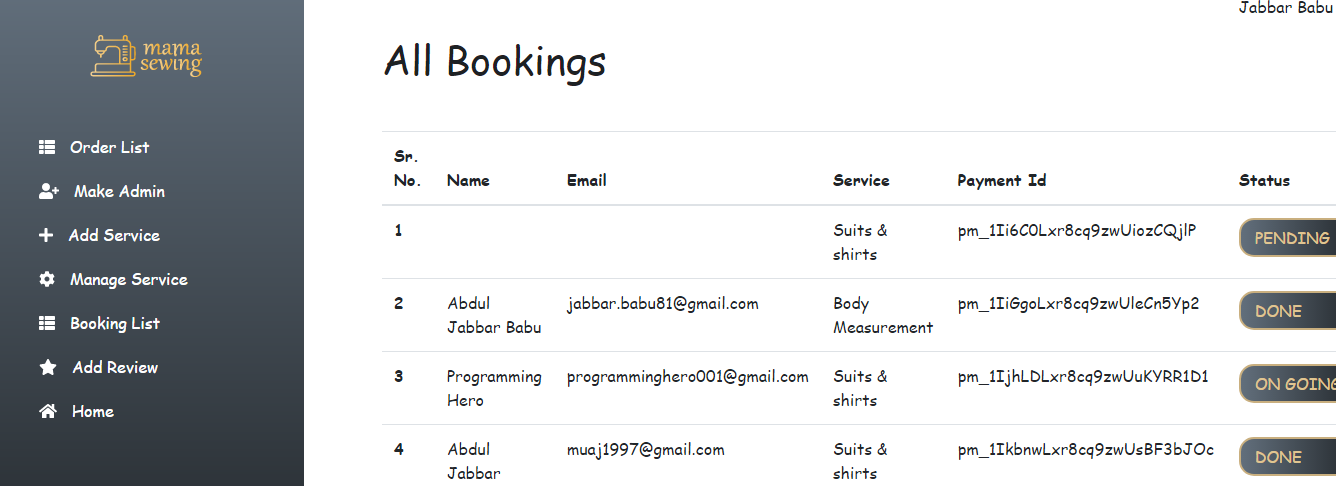 Jabbar Babu
mama
sewing
All Bookings
Order List
Make Admin
Add Service
Manage Service
Booking List
Add Review
Home
Sr.
No. Name Email Service Payment Id Status
1 Suits & pm_1Ii6C0Lxr8cq9zwUiozCQjlP PENDING
shirts
2 Abdul jabbar.babu81@gmail.com Body pm_1IiGgoLxr8cq9zwUleCn5Yp2 DONE
Jabbar Babu Measurement
3 Programming programminghero001@gmail.com Suits & pm_1IjhLDLxr8cq9zwUuKYRR1D1 ON GOING
Hero shirts
4 Abdul muaj1997@gmail.com Suits & pm_1IkbnwLxr8cq9zwUsBF3bJOc DONE
Jabbar shirts